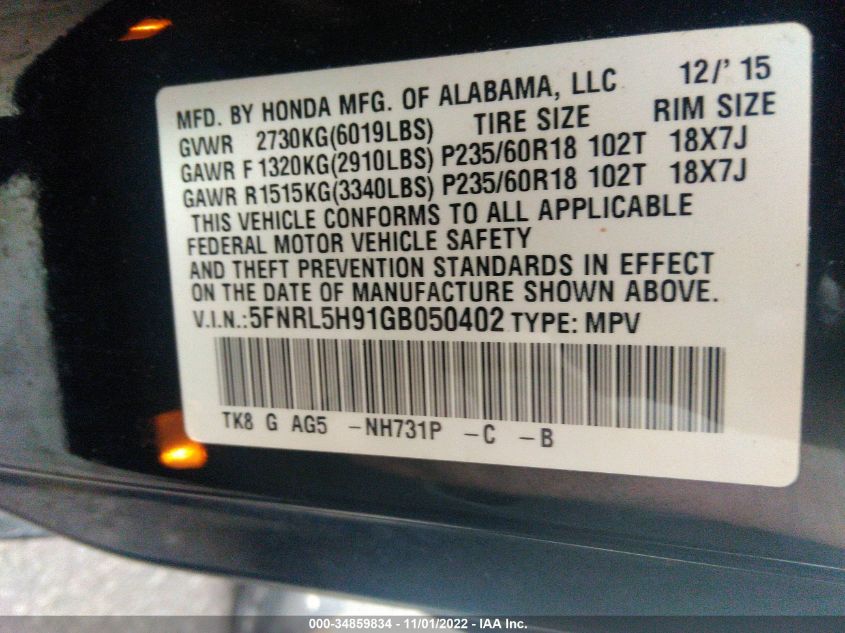 MFD. BY HONDA MFG. OF ALABAMA, LLC 12/' 15
GVWR 2730KG(6019LBS) TIRE SIZE RIM SIZE
GAWR F 1320KG(2910LBS) P235/60R18 102T 18X7J
GAWR R1515KG(3340LBS) P235/60R18 102T 18X7J
THIS VEHICLE CONFORMS TO ALL APPLICABLE
FEDERAL MOTOR VEHICLE SAFETY
AND THEFT PREVENTION STANDARDS IN EFFECT
ON THE DATE OF MANUFACTURE SHOWN ABOVE.
V.I.N.:5FNRL5H91GB050402 TYPE: MPV
TK8 G AG5 -NH731P -C -B
000-34859834 - 11/01/2022 - IAA Inc.